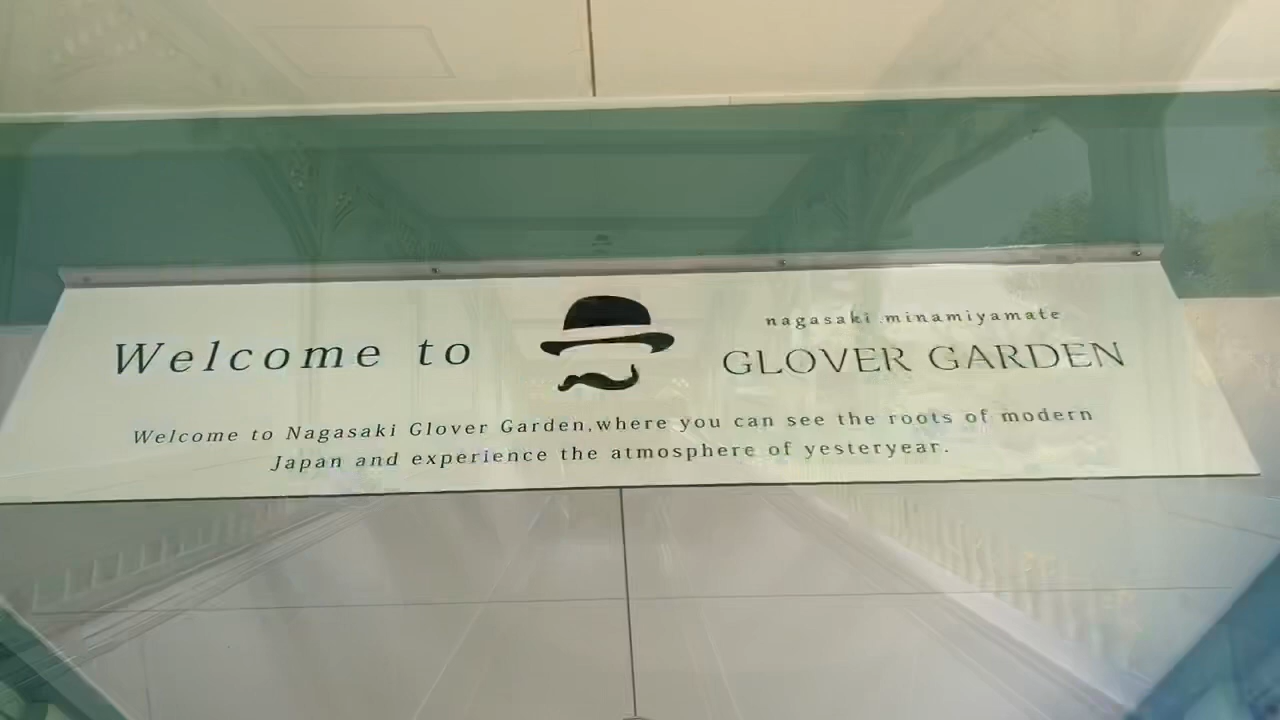 Welcome to
nagasaki minamiyamate
GLOVER GARDEN
Welcome to Nagasaki Glover Garden,where you can see the roots of modern
Japan and experience the atmosphere of yesteryear.